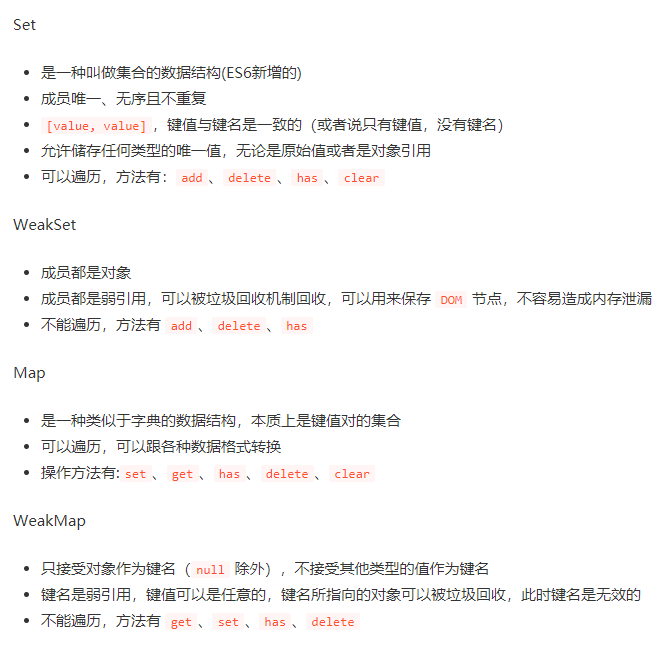 Set
是一种叫做集合的数据结构(ES6新增的)
成员唯一、无序且不重复
[value, value]，键值与键名是一致的（或者说只有键值，没有键名）
允许储存任何类型的唯一值，无论是原始值或者是对象引用
可以遍历，方法有：add、delete、has、clear
WeakSet
成员都是对象
成员都是弱引用，可以被垃圾回收机制回收，可以用来保存 DOM 节点，不容易造成内存泄漏
不能遍历，方法有 add、delete、has
Map
是一种类似于字典的数据结构，本质上是键值对的集合
可以遍历，可以跟各种数据格式转换
操作方法有:set、get、has、delete、clear
WeakMap
只接受对象作为键名（ null 除外），不接受其他类型的值作为键名
键名是弱引用，键值可以是任意的，键名所指向的对象可以被垃圾回收，此时键名是无效的
不能遍历，方法有 get、set、has、delete